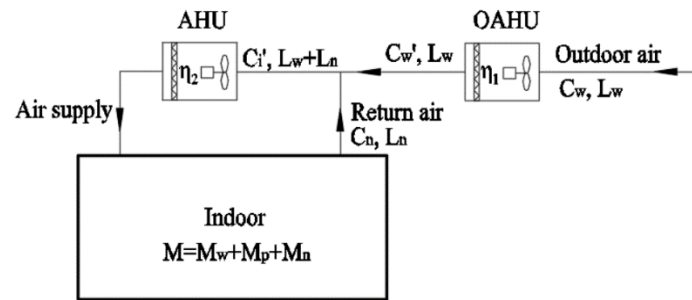 AHU
OAHU
η₂
Cᵢ', Lw+Ln
Cw', Lw
η₁
Outdoor air
Cw, Lw
Air supply
Return air
Cn, Ln
Indoor
M=Mw+Mp+Mn